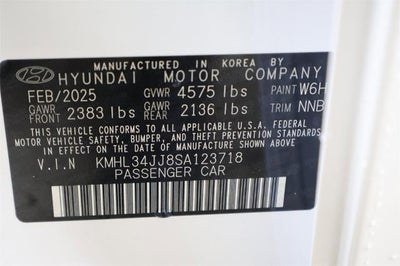 MANUFACTURED IN KOREA BY
HYUNDAI MOTOR COMPANY
FEB/2025 GVWR 4575 lbs PAINT W6H
GAWR FRONT 2383 lbs GAWR REAR 2136 lbs TRIM NNB
THIS VEHICLE CONFORMS TO ALL APPLICABLE U.S.A. FEDERAL
MOTOR VEHICLE SAFETY, BUMPER, AND THEFT PREVENTION STANDARDS
IN EFFECT ON THE DATE OF MANUFACTURE SHOWN ABOVE.
V.I.N KMHL34JJ8SA123718
PASSENGER CAR